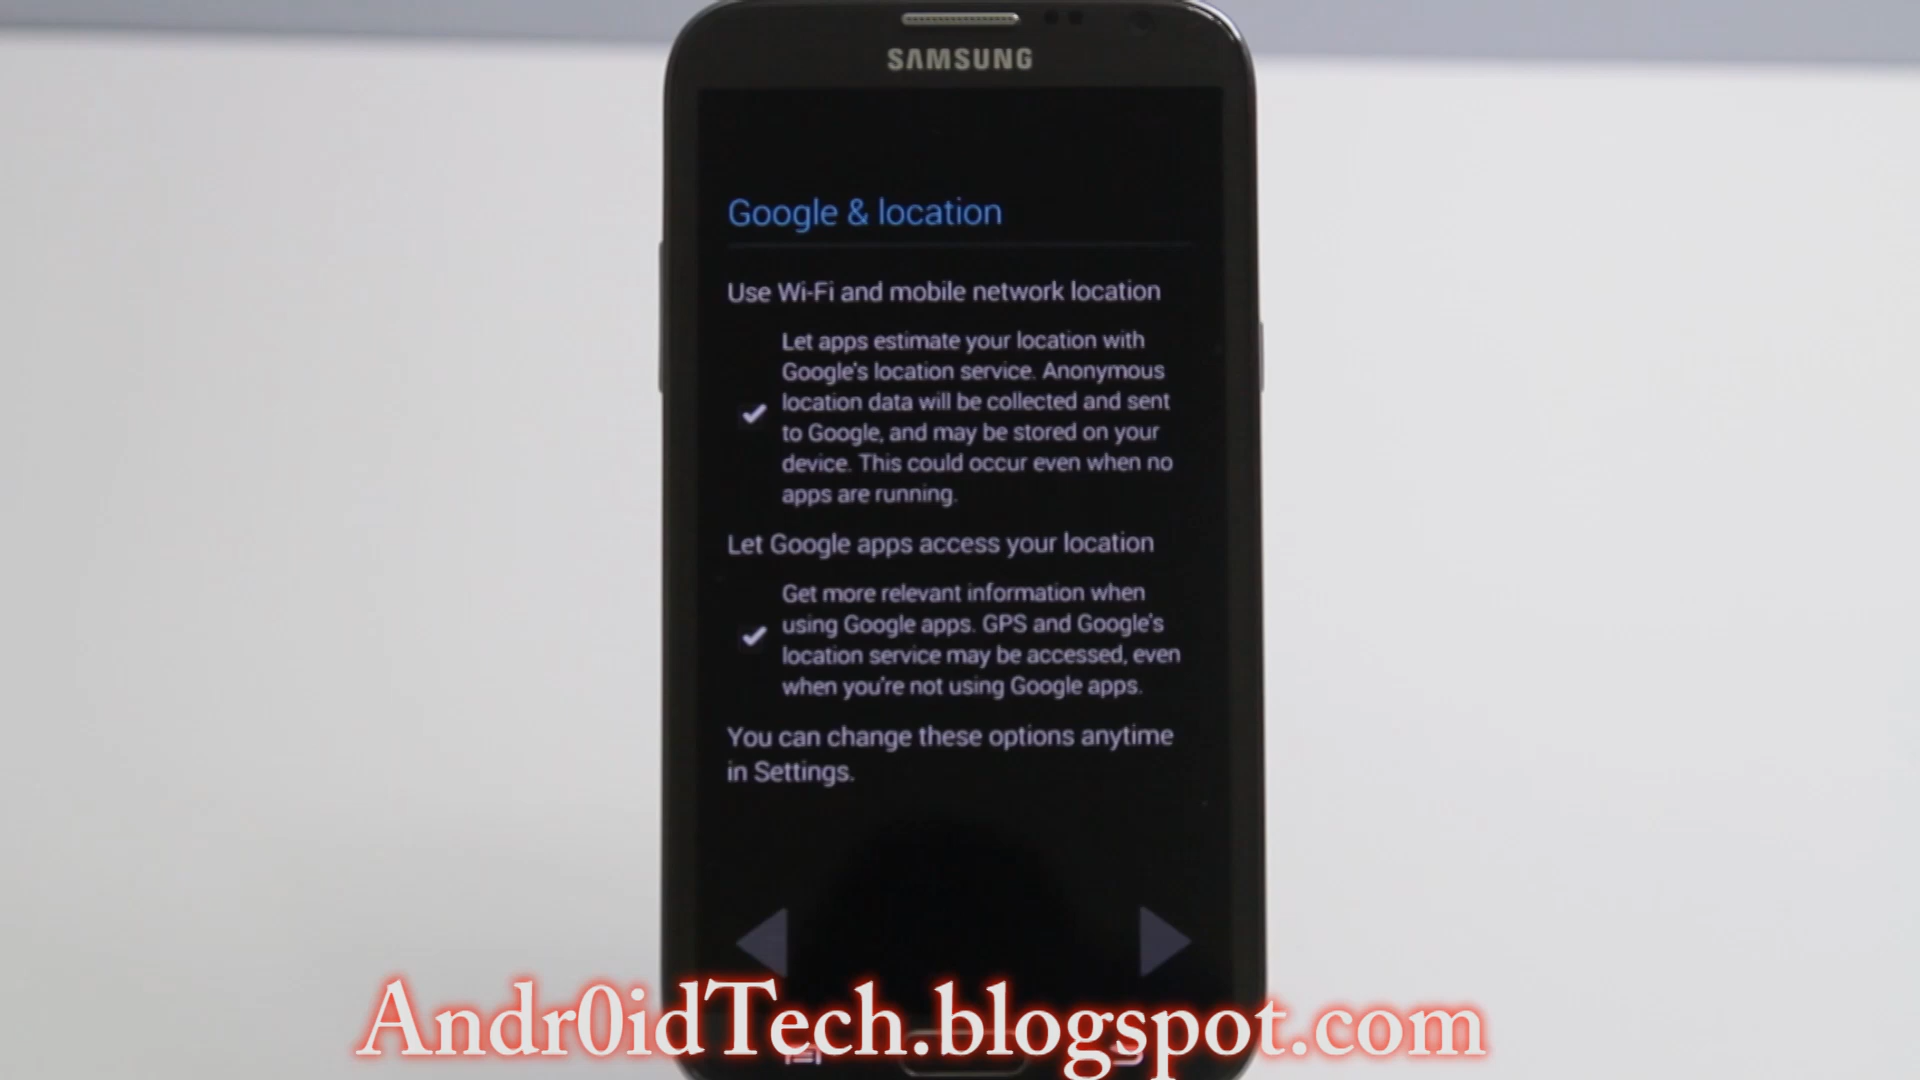 SAMSUNG
Google & location
Use Wi-Fi and mobile network location
Let apps estimate your location with
Google's location service. Anonymous
location data will be collected and sent
to Google, and may be stored on your
device. This could occur even when no
apps are running.
Let Google apps access your location
Get more relevant information when
using Google apps. GPS and Google's
location service may be accessed, even
when you're not using Google apps.
You can change these options anytime
in Settings.
Andr0idTech.blogspot.com